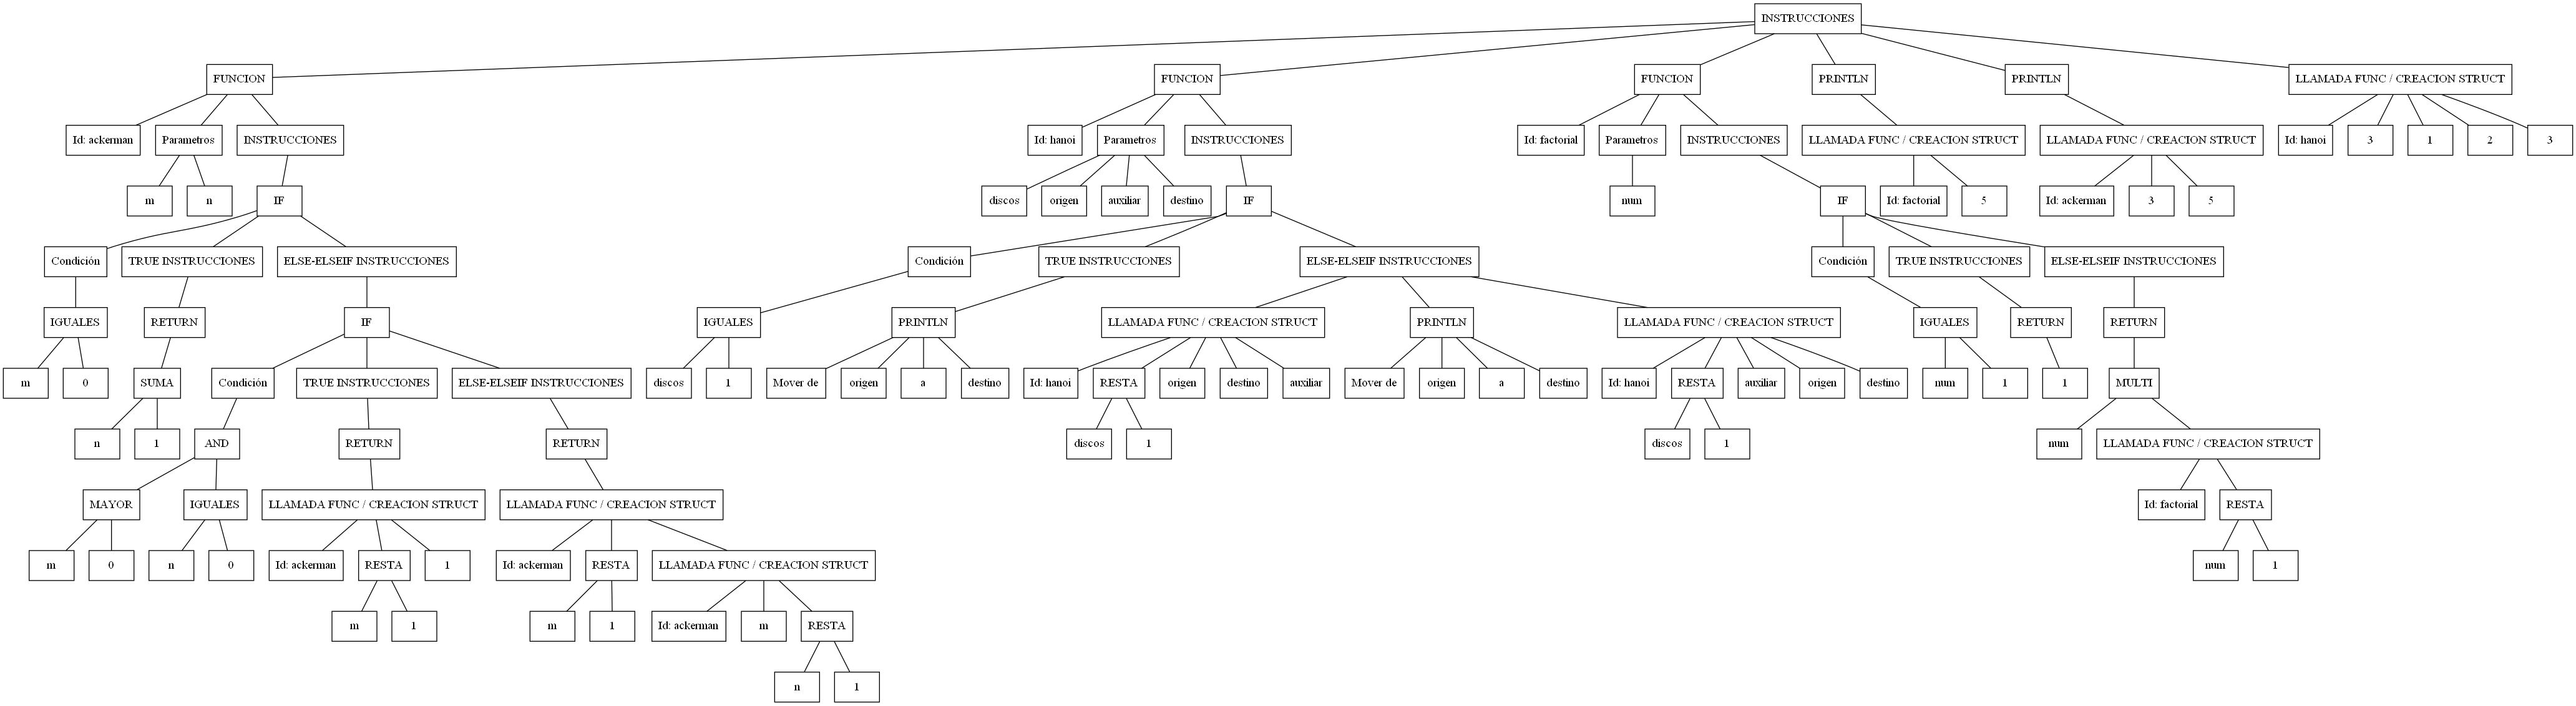 INSTRUCCIONES
FUNCION FUNCION FUNCION PRINTLN PRINTLN LLAMADA FUNC / CREACION STRUCT
Id: ackerman Parametros INSTRUCCIONES Id: hanoi Parametros INSTRUCCIONES Id: factorial Parametros INSTRUCCIONES LLAMADA FUNC / CREACION STRUCT LLAMADA FUNC / CREACION STRUCT Id: hanoi 3 1 2 3
m n IF discos origen auxiliar destino IF num IF Id: factorial 5 Id: ackerman 3 5
Condición TRUE INSTRUCCIONES ELSE-ELSEIF INSTRUCCIONES Condición TRUE INSTRUCCIONES ELSE-ELSEIF INSTRUCCIONES Condición TRUE INSTRUCCIONES ELSE-ELSEIF INSTRUCCIONES
IGUALES RETURN IF IGUALES PRINTLN LLAMADA FUNC / CREACION STRUCT PRINTLN LLAMADA FUNC / CREACION STRUCT IGUALES RETURN RETURN
m 0 SUMA Condición TRUE INSTRUCCIONES ELSE-ELSEIF INSTRUCCIONES discos 1 Mover de origen a destino Id: hanoi RESTA origen destino auxiliar Mover de origen a destino Id: hanoi RESTA auxiliar origen destino num 1 1 MULTI
n 1 AND RETURN RETURN discos 1 discos 1 num LLAMADA FUNC / CREACION STRUCT
MAYOR IGUALES LLAMADA FUNC / CREACION STRUCT LLAMADA FUNC / CREACION STRUCT Id: factorial RESTA
m 0 n 0 Id: ackerman RESTA 1 Id: ackerman RESTA LLAMADA FUNC / CREACION STRUCT num 1
m 1 m 1 Id: ackerman m RESTA
n 1